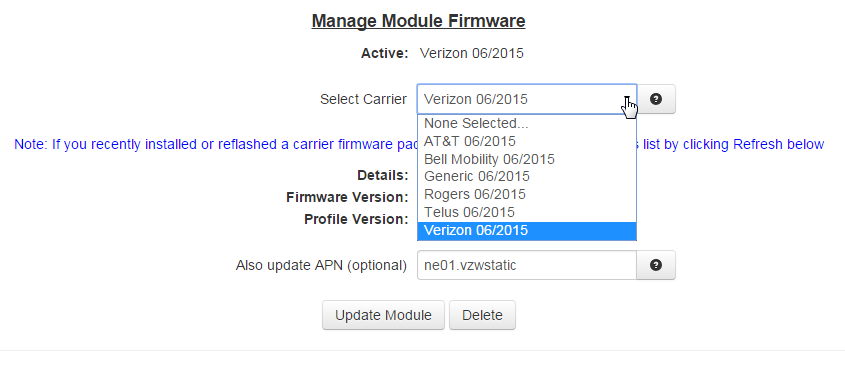 Manage Module Firmware
Active: Verizon 06/2015
Select Carrier Verizon 06/2015 ?
None Selected...
AT&T 06/2015
Bell Mobility 06/2015
Generic 06/2015
Rogers 06/2015
Telus 06/2015
Verizon 06/2015
Note: If you recently installed or reflashed a carrier firmware pac s list by clicking Refresh below
Details:
Firmware Version:
Profile Version:
Also update APN (optional) ne01.vzwstatic ?
Update Module Delete